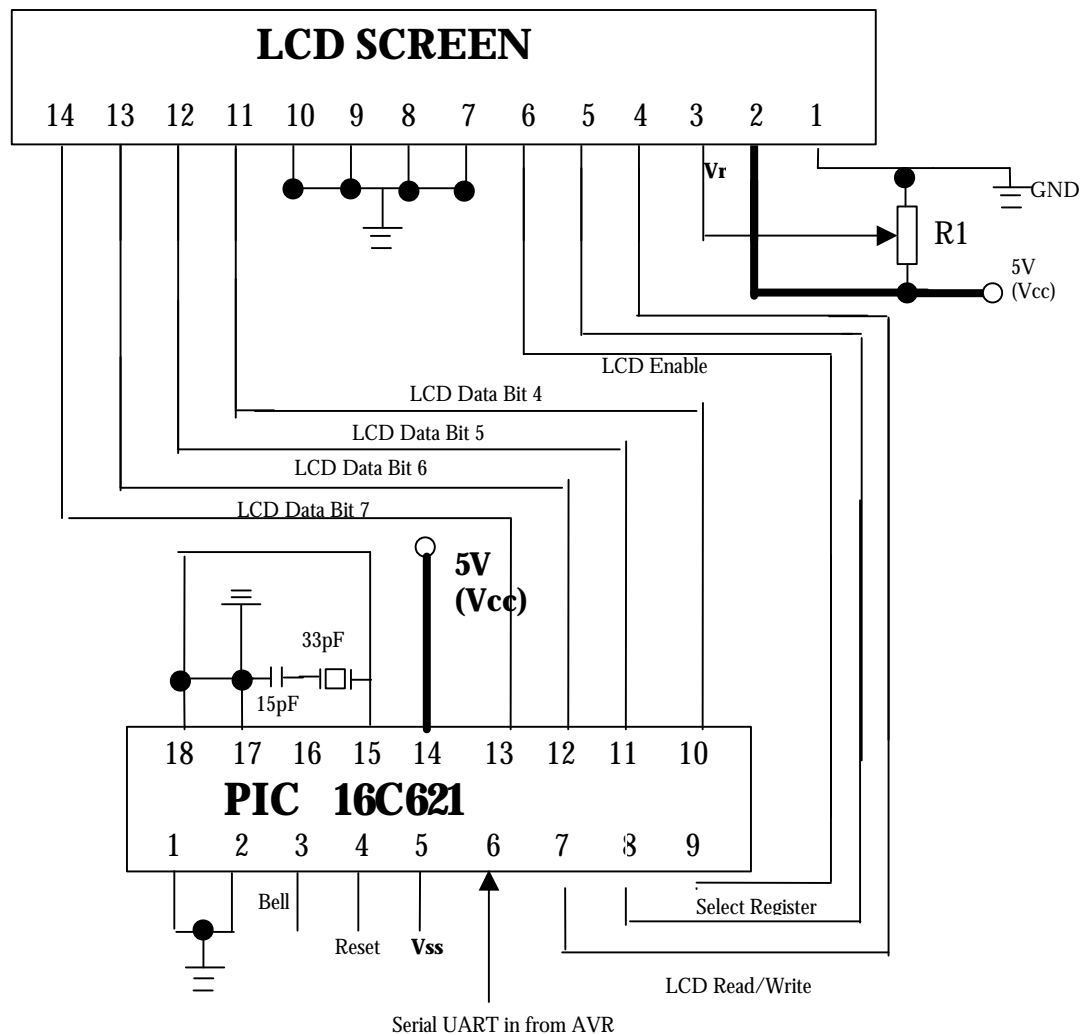 LCD SCREEN
14 13 12 11 10 9 8 7 6 5 4 3 2 1
Vr
GND
R1
5V
(Vcc)
LCD Enable
LCD Data Bit 4
LCD Data Bit 5
LCD Data Bit 6
LCD Data Bit 7
5V
(Vcc)
33pF
15pF
18 17 16 15 14 13 12 11 10
PIC 16C621
1 2 3 4 5 6 7 8 9
Bell
Select Register
Reset
Vss
LCD Read/Write
Serial UART in from AVR